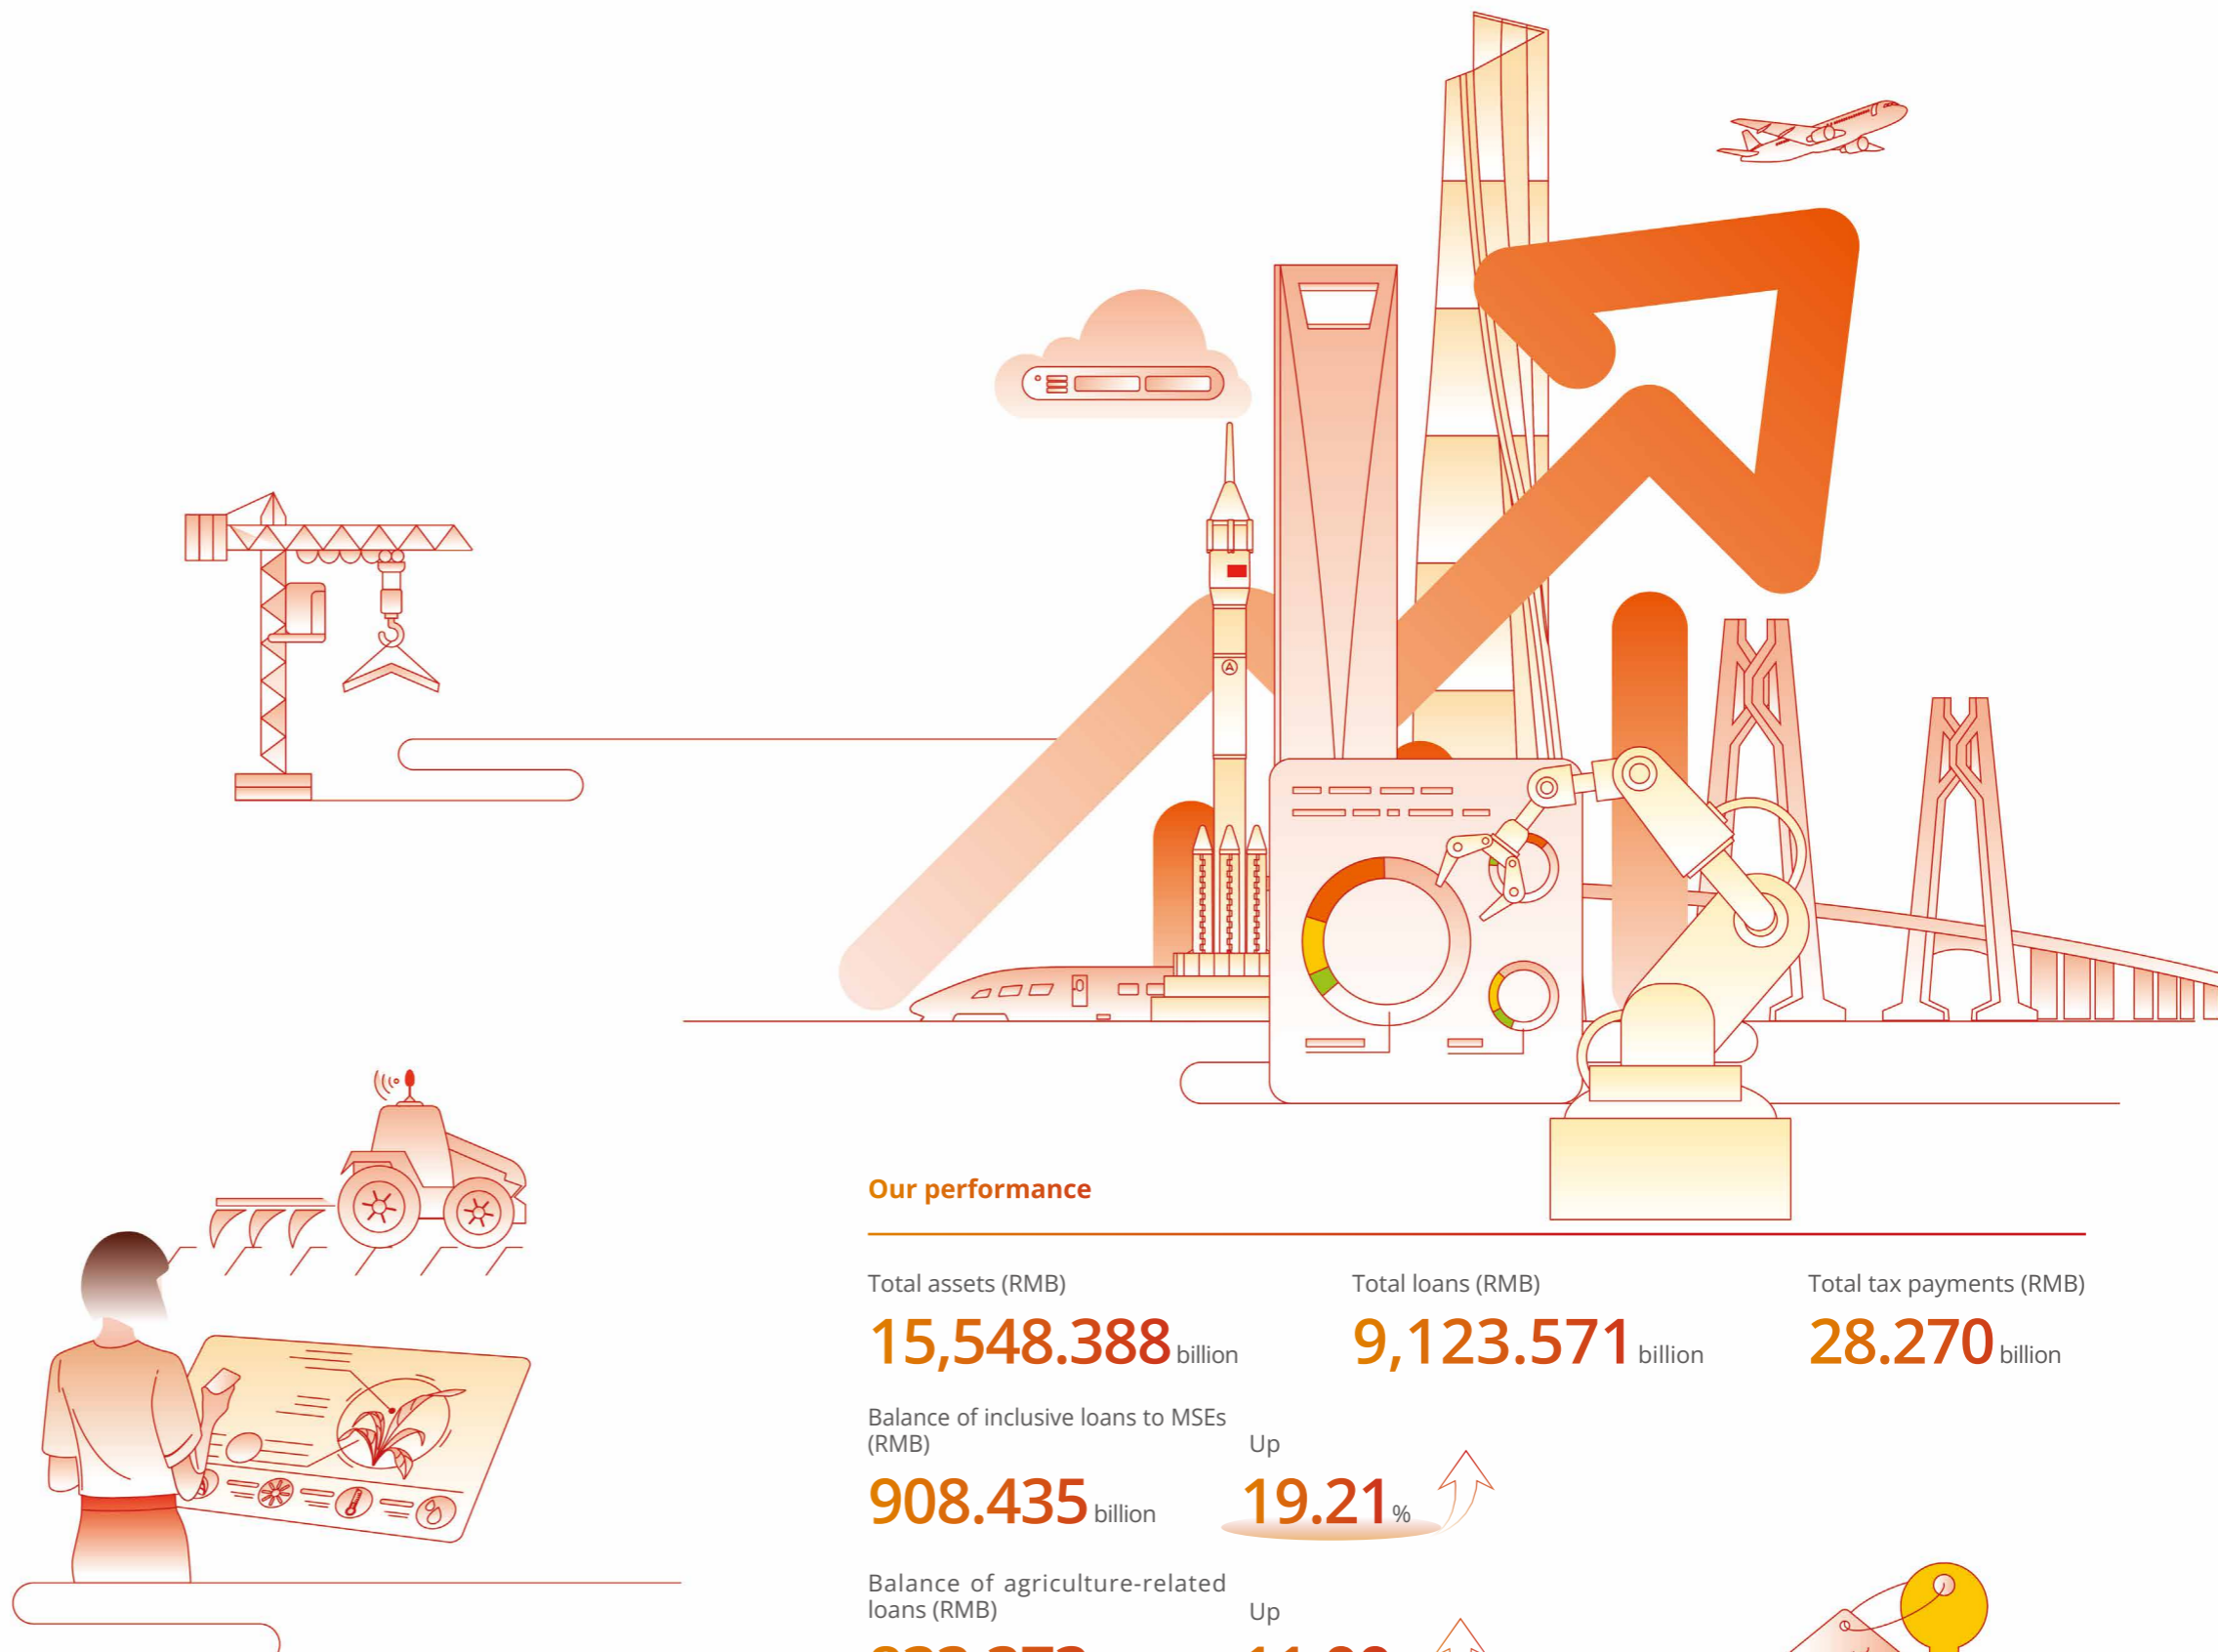 Our performance
Total assets (RMB)
Total loans (RMB)
Total tax payments (RMB)
15,548.388 billion
9,123.571 billion
28.270 billion
Balance of inclusive loans to MSEs
(RMB)
Up
908.435 billion
19.21%
Balance of agriculture-related
loans (RMB)
Up